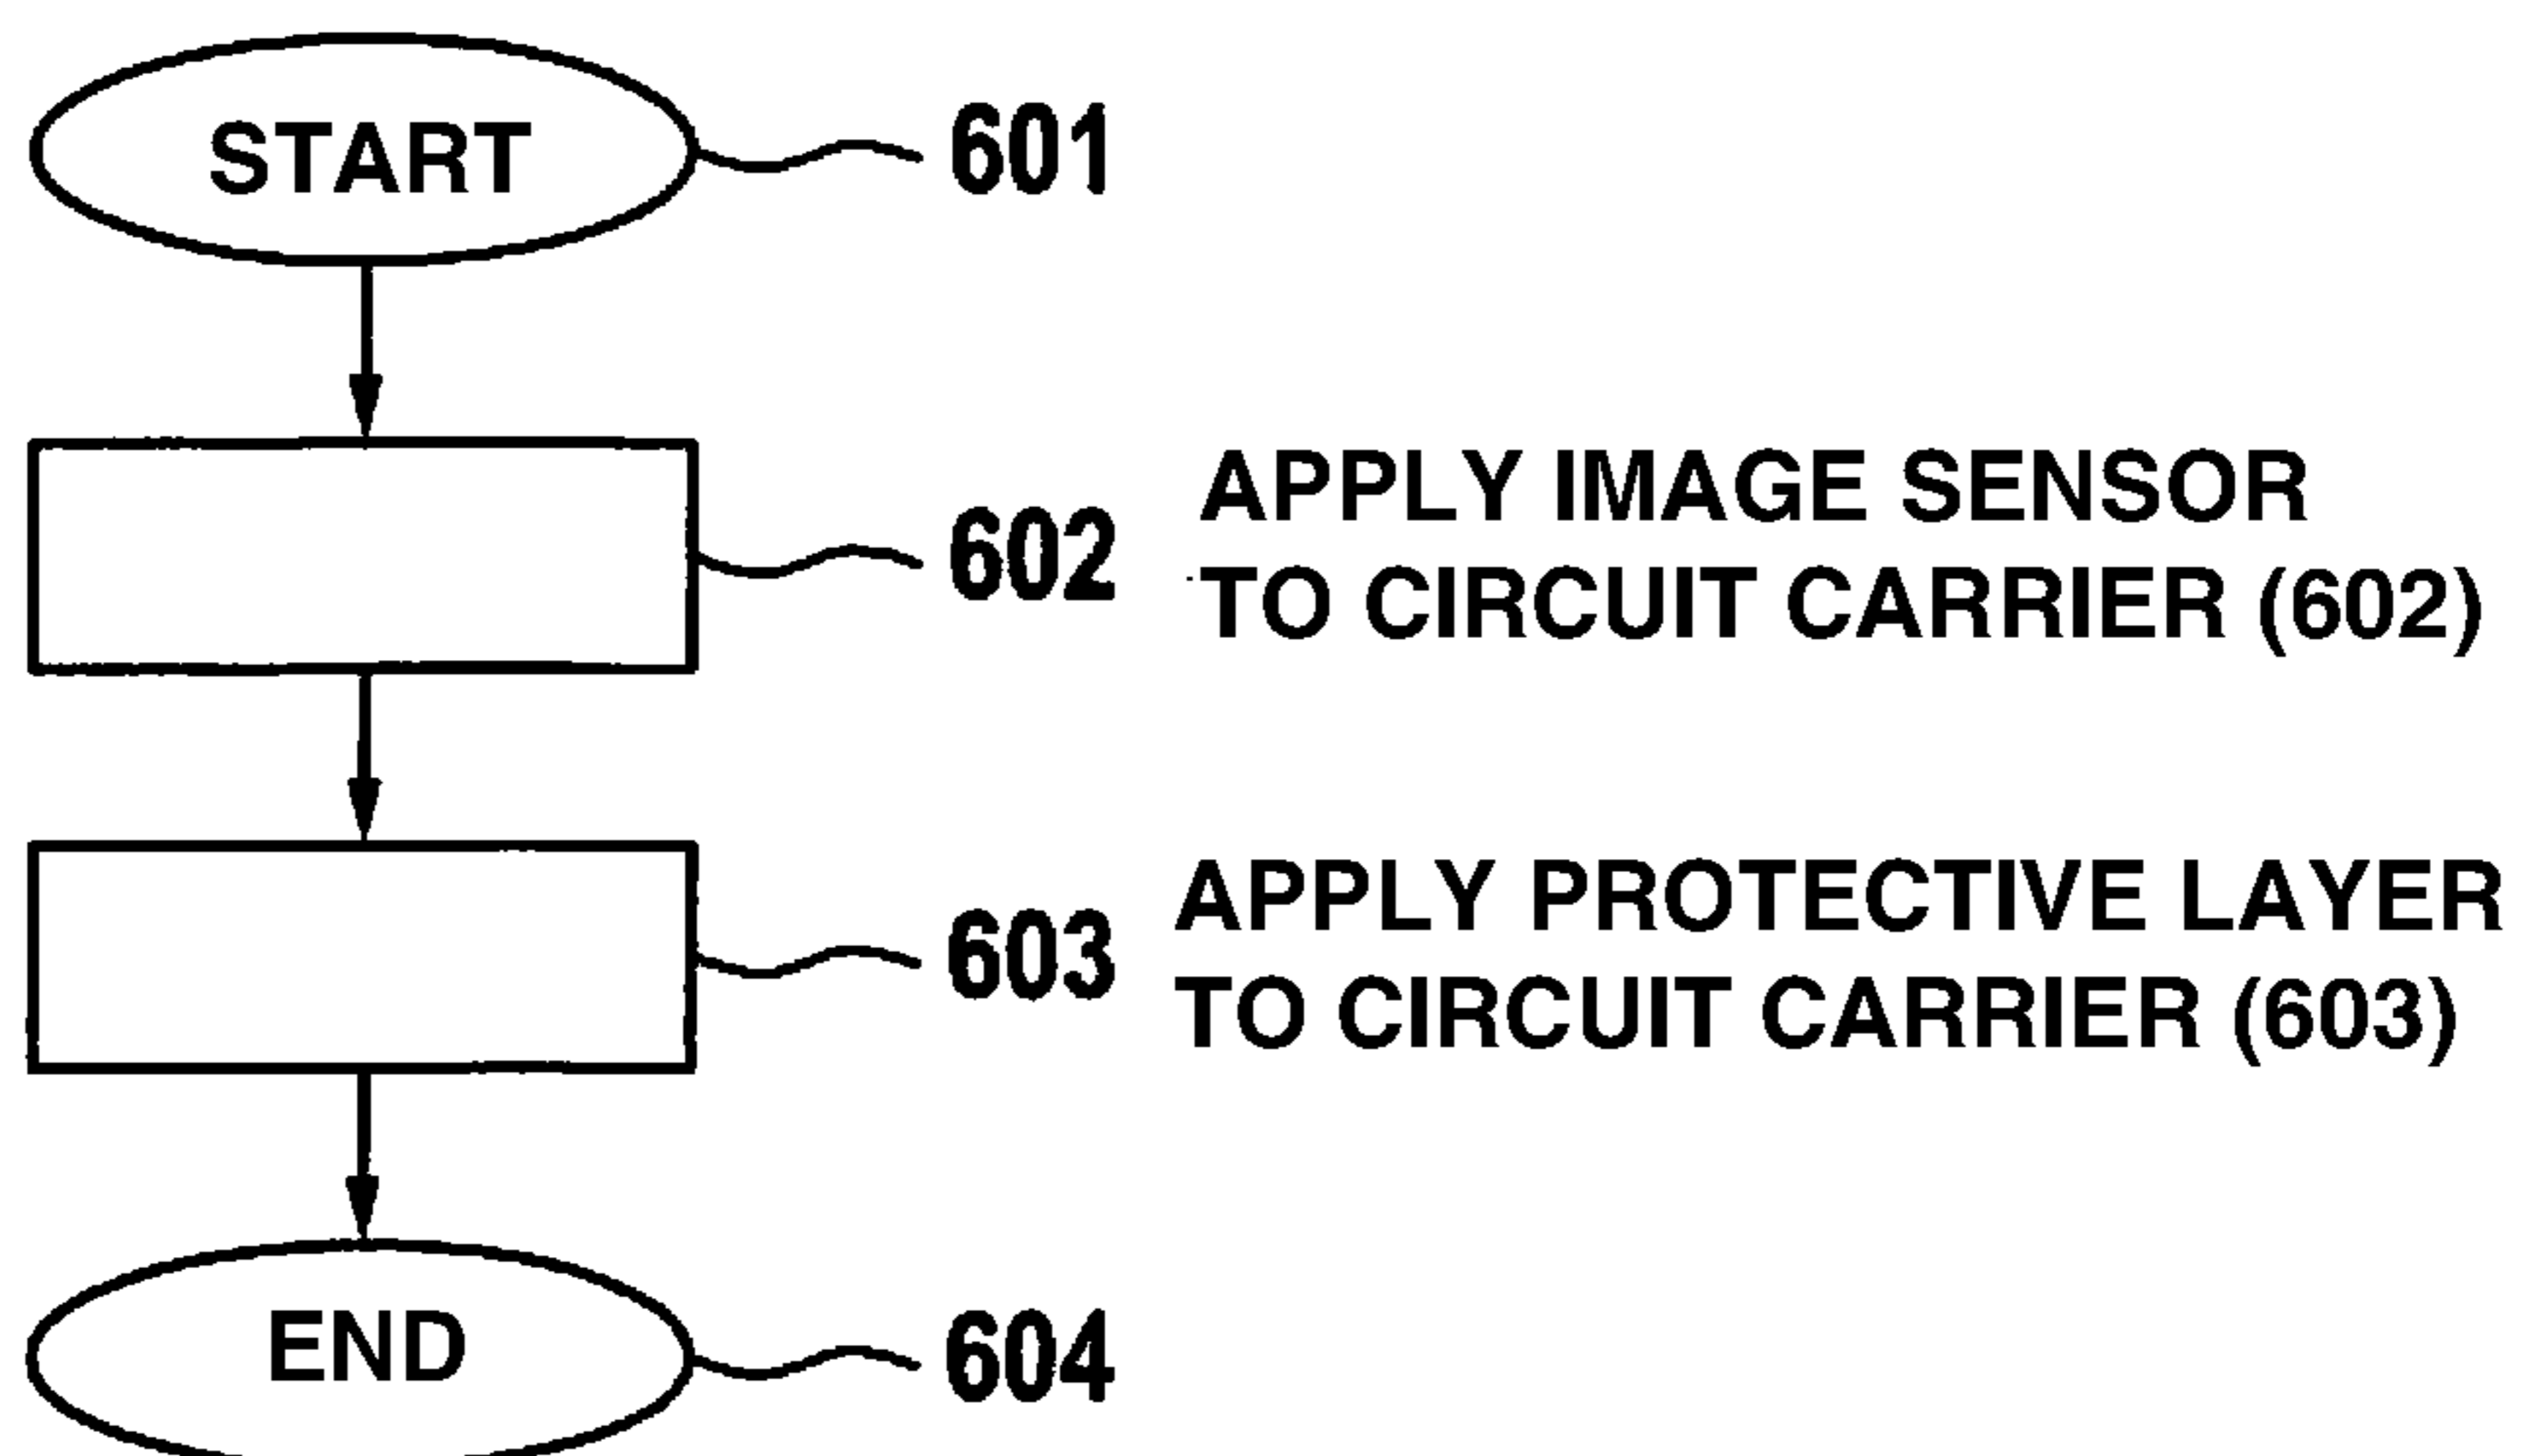 START
601
602
APPLY IMAGE SENSOR
TO CIRCUIT CARRIER (602)
603
APPLY PROTECTIVE LAYER
TO CIRCUIT CARRIER (603)
END
604